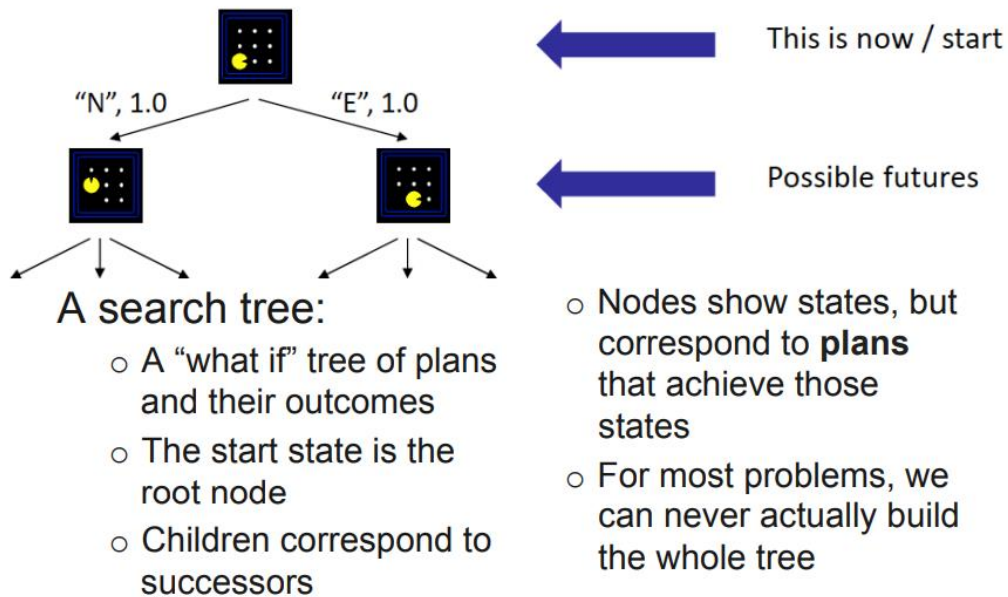 This is now / start
“N”, 1.0
“E”, 1.0
Possible futures
A search tree:
o A “what if” tree of plans
and their outcomes
o The start state is the
root node
o Children correspond to
successors
o Nodes show states, but
correspond to plans
that achieve those
states
o For most problems, we
can never actually build
the whole tree